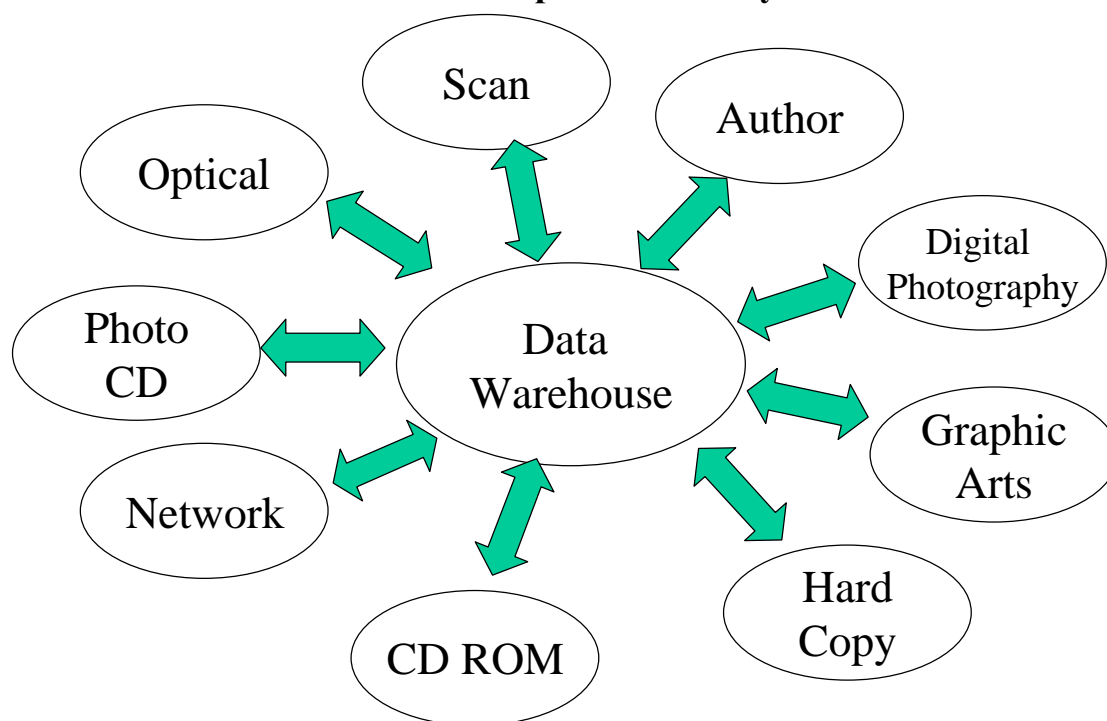 Scan
Author
Optical
Digital
Photography
Photo
CD
Data
Warehouse
Graphic
Arts
Network
Hard
Copy
CD ROM